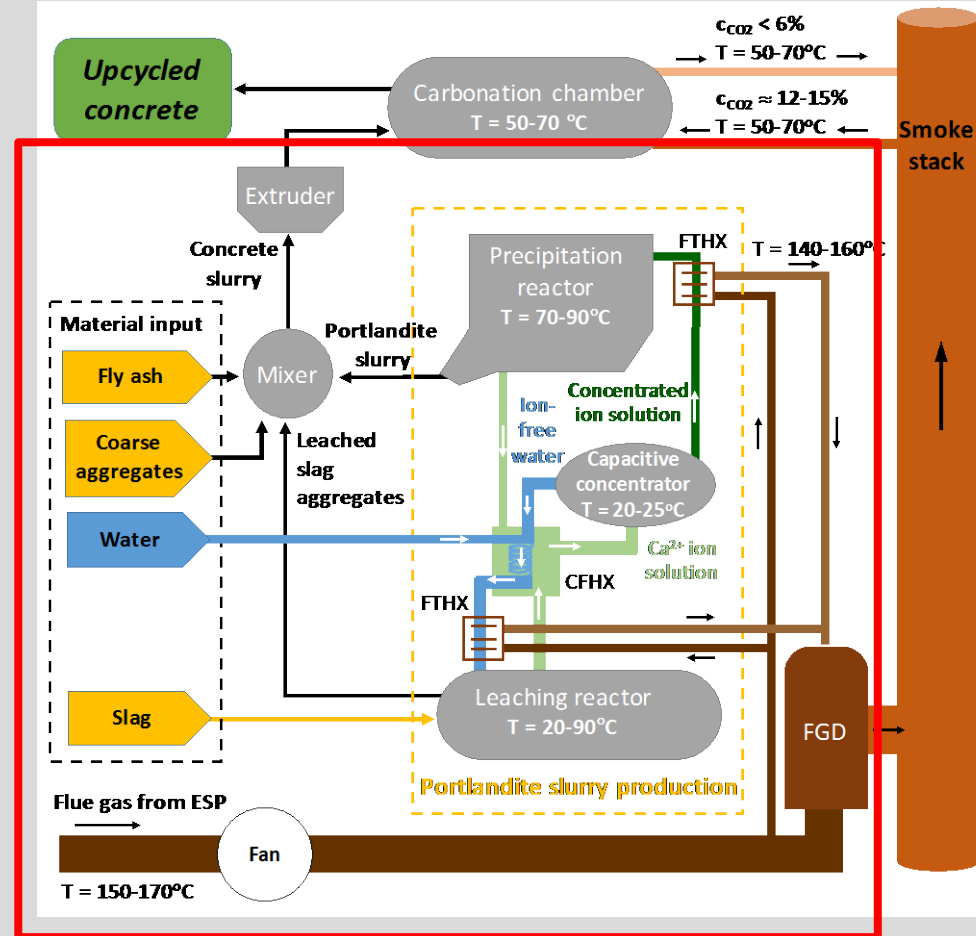 Upcycled
concrete
Carbonation chamber
T = 50-70 °C
c_CO2 < 6%
T = 50-70°C
c_CO2 ≈ 12-15%
T = 50-70°C
Smoke
stack
Extruder
Concrete
slurry
Precipitation
reactor
T = 70-90°C
FTHX
T = 140-160°C
Material input
Portlandite
slurry
Fly ash
Mixer
Coarse
aggregates
Leached
slag
aggregates
Ion-
free
water
Concentrated
ion solution
Capacitive
concentrator
T = 20-25°C
Water
Ca²⁺ ion
solution
CFHX
FTHX
Leaching reactor
T = 20-90°C
Slag
FGD
Portlandite slurry production
Flue gas from ESP
Fan
T = 150-170°C